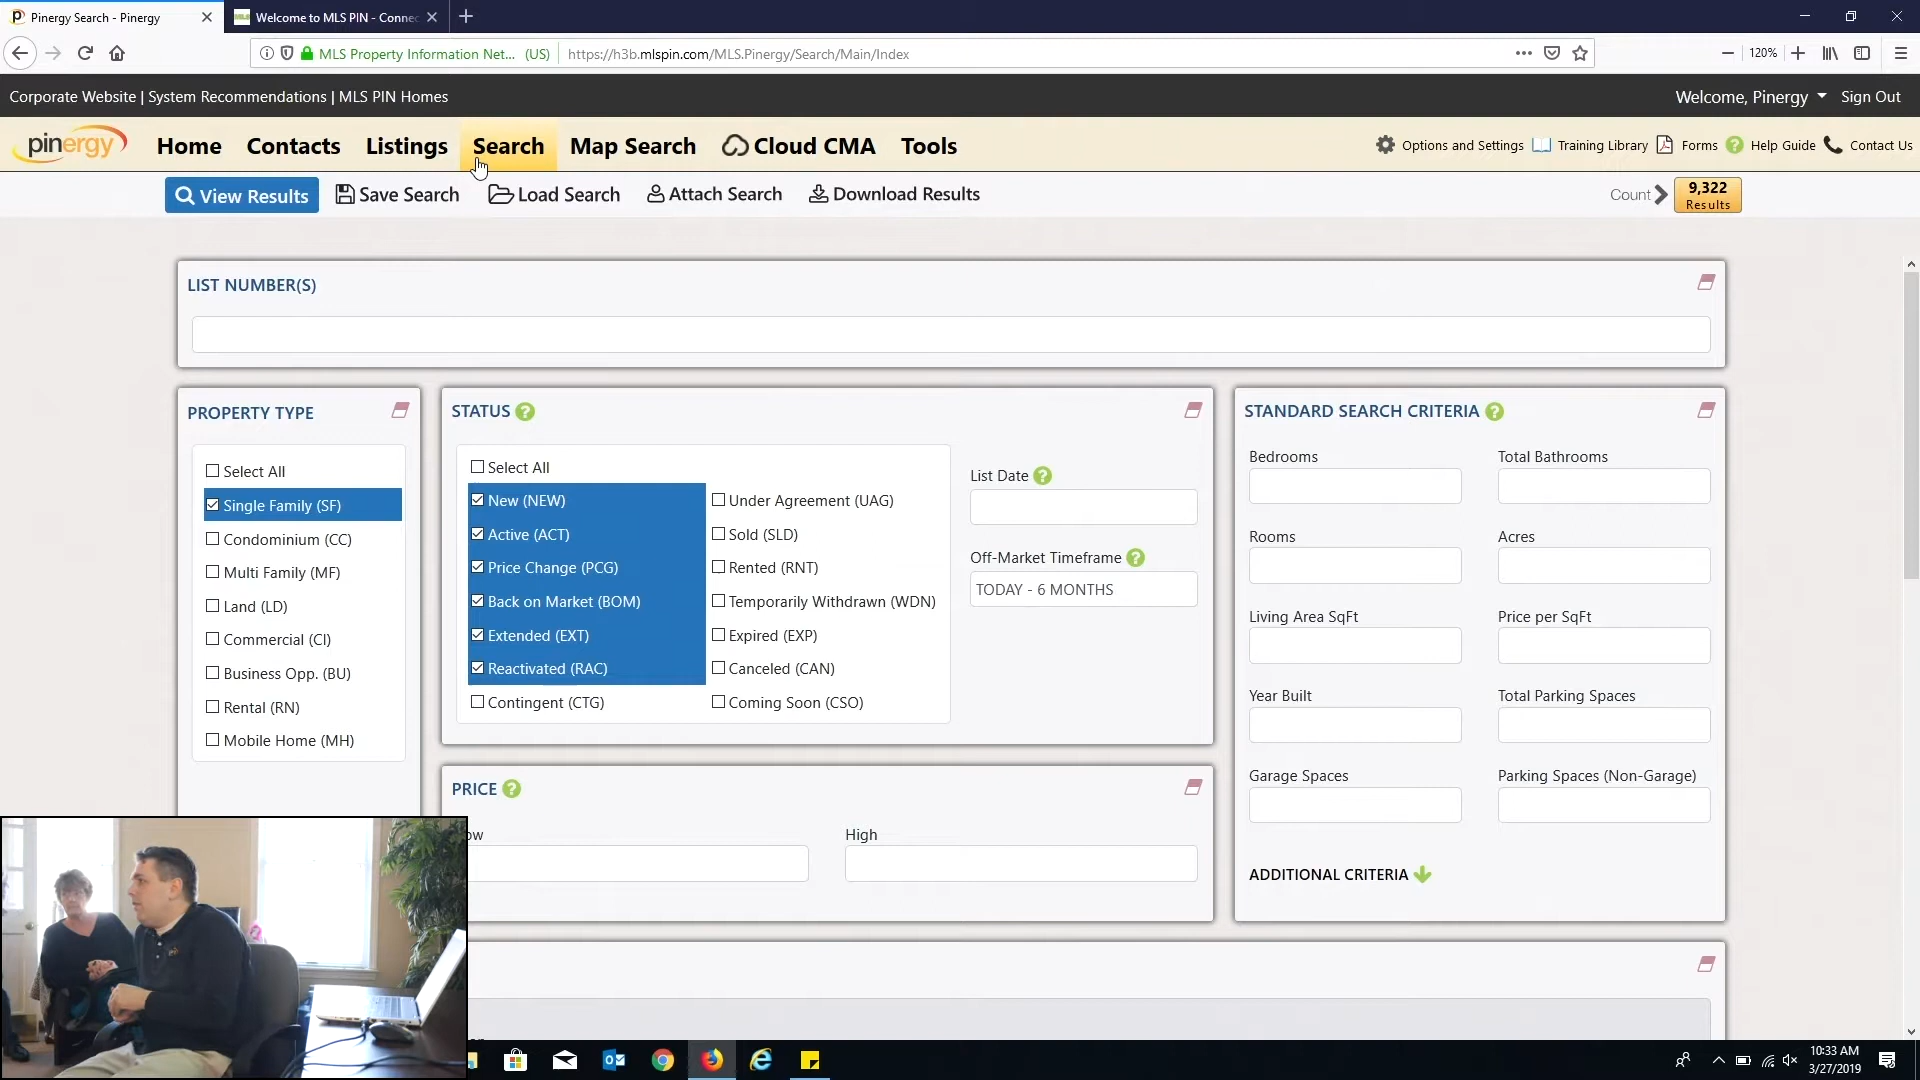 Pinergy Search - Pinergy
Welcome to MLS PIN - Connec
MLS Property Information Net... (US)
https://h3b.mlspin.com/MLS.Pinergy/Search/Main/Index
120%
Corporate Website | System Recommendations | MLS PIN Homes
Welcome, Pinergy
Sign Out
pinergy
Home
Contacts
Listings
Search
Map Search
Cloud CMA
Tools
Options and Settings
Training Library
Forms
Help Guide
Contact Us
View Results
Save Search
Load Search
Attach Search
Download Results
Count
9,322
Results
LIST NUMBER(S)
PROPERTY TYPE
Select All
Single Family (SF)
Condominium (CC)
Multi Family (MF)
Land (LD)
Commercial (CI)
Business Opp. (BU)
Rental (RN)
Mobile Home (MH)
STATUS
Select All
New (NEW)
Active (ACT)
Price Change (PCG)
Back on Market (BOM)
Extended (EXT)
Reactivated (RAC)
Contingent (CTG)
Under Agreement (UAG)
Sold (SLD)
Rented (RNT)
Temporarily Withdrawn (WDN)
Expired (EXP)
Canceled (CAN)
Coming Soon (CSO)
List Date
Off-Market Timeframe
TODAY - 6 MONTHS
PRICE
ow
High
STANDARD SEARCH CRITERIA
Bedrooms
Total Bathrooms
Rooms
Acres
Living Area SqFt
Price per SqFt
Year Built
Total Parking Spaces
Garage Spaces
Parking Spaces (Non-Garage)
ADDITIONAL CRITERIA
10:33 AM
3/27/2019